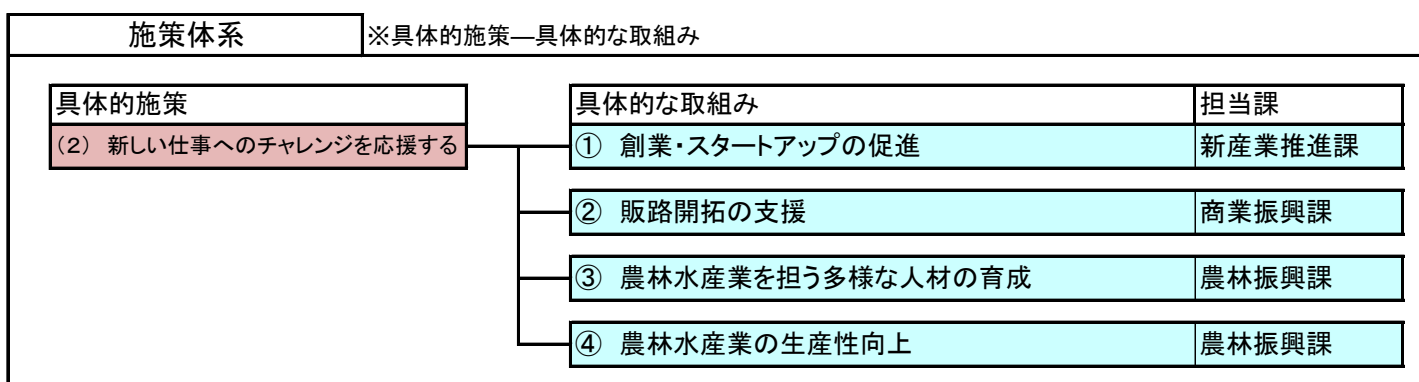 施策体系 ※具体的施策―具体的な取組み
具体的施策 具体的な取組み 担当課
(2) 新しい仕事へのチャレンジを応援する ① 創業・スタートアップの促進 新産業推進課
② 販路開拓の支援 商業振興課
③ 農林水産業を担う多様な人材の育成 農林振興課
④ 農林水産業の生産性向上 農林振興課